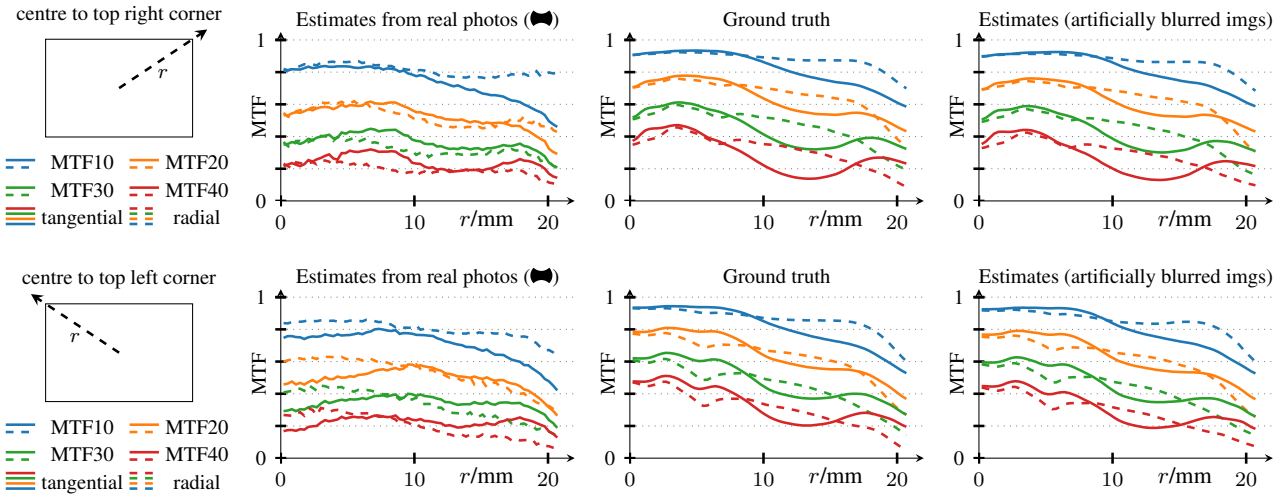 centre to top right corner
r
MTF10 MTF20
MTF30 MTF40
tangential radial
Estimates from real photos ( )
1
MTF
0
0 10 r/mm 20
Ground truth
1
MTF
0
0 10 r/mm 20
Estimates (artificially blurred imgs)
1
MTF
0
0 10 r/mm 20
centre to top left corner
r
MTF10 MTF20
MTF30 MTF40
tangential radial
Estimates from real photos ( )
1
MTF
0
0 10 r/mm 20
Ground truth
1
MTF
0
0 10 r/mm 20
Estimates (artificially blurred imgs)
1
MTF
0
0 10 r/mm 20